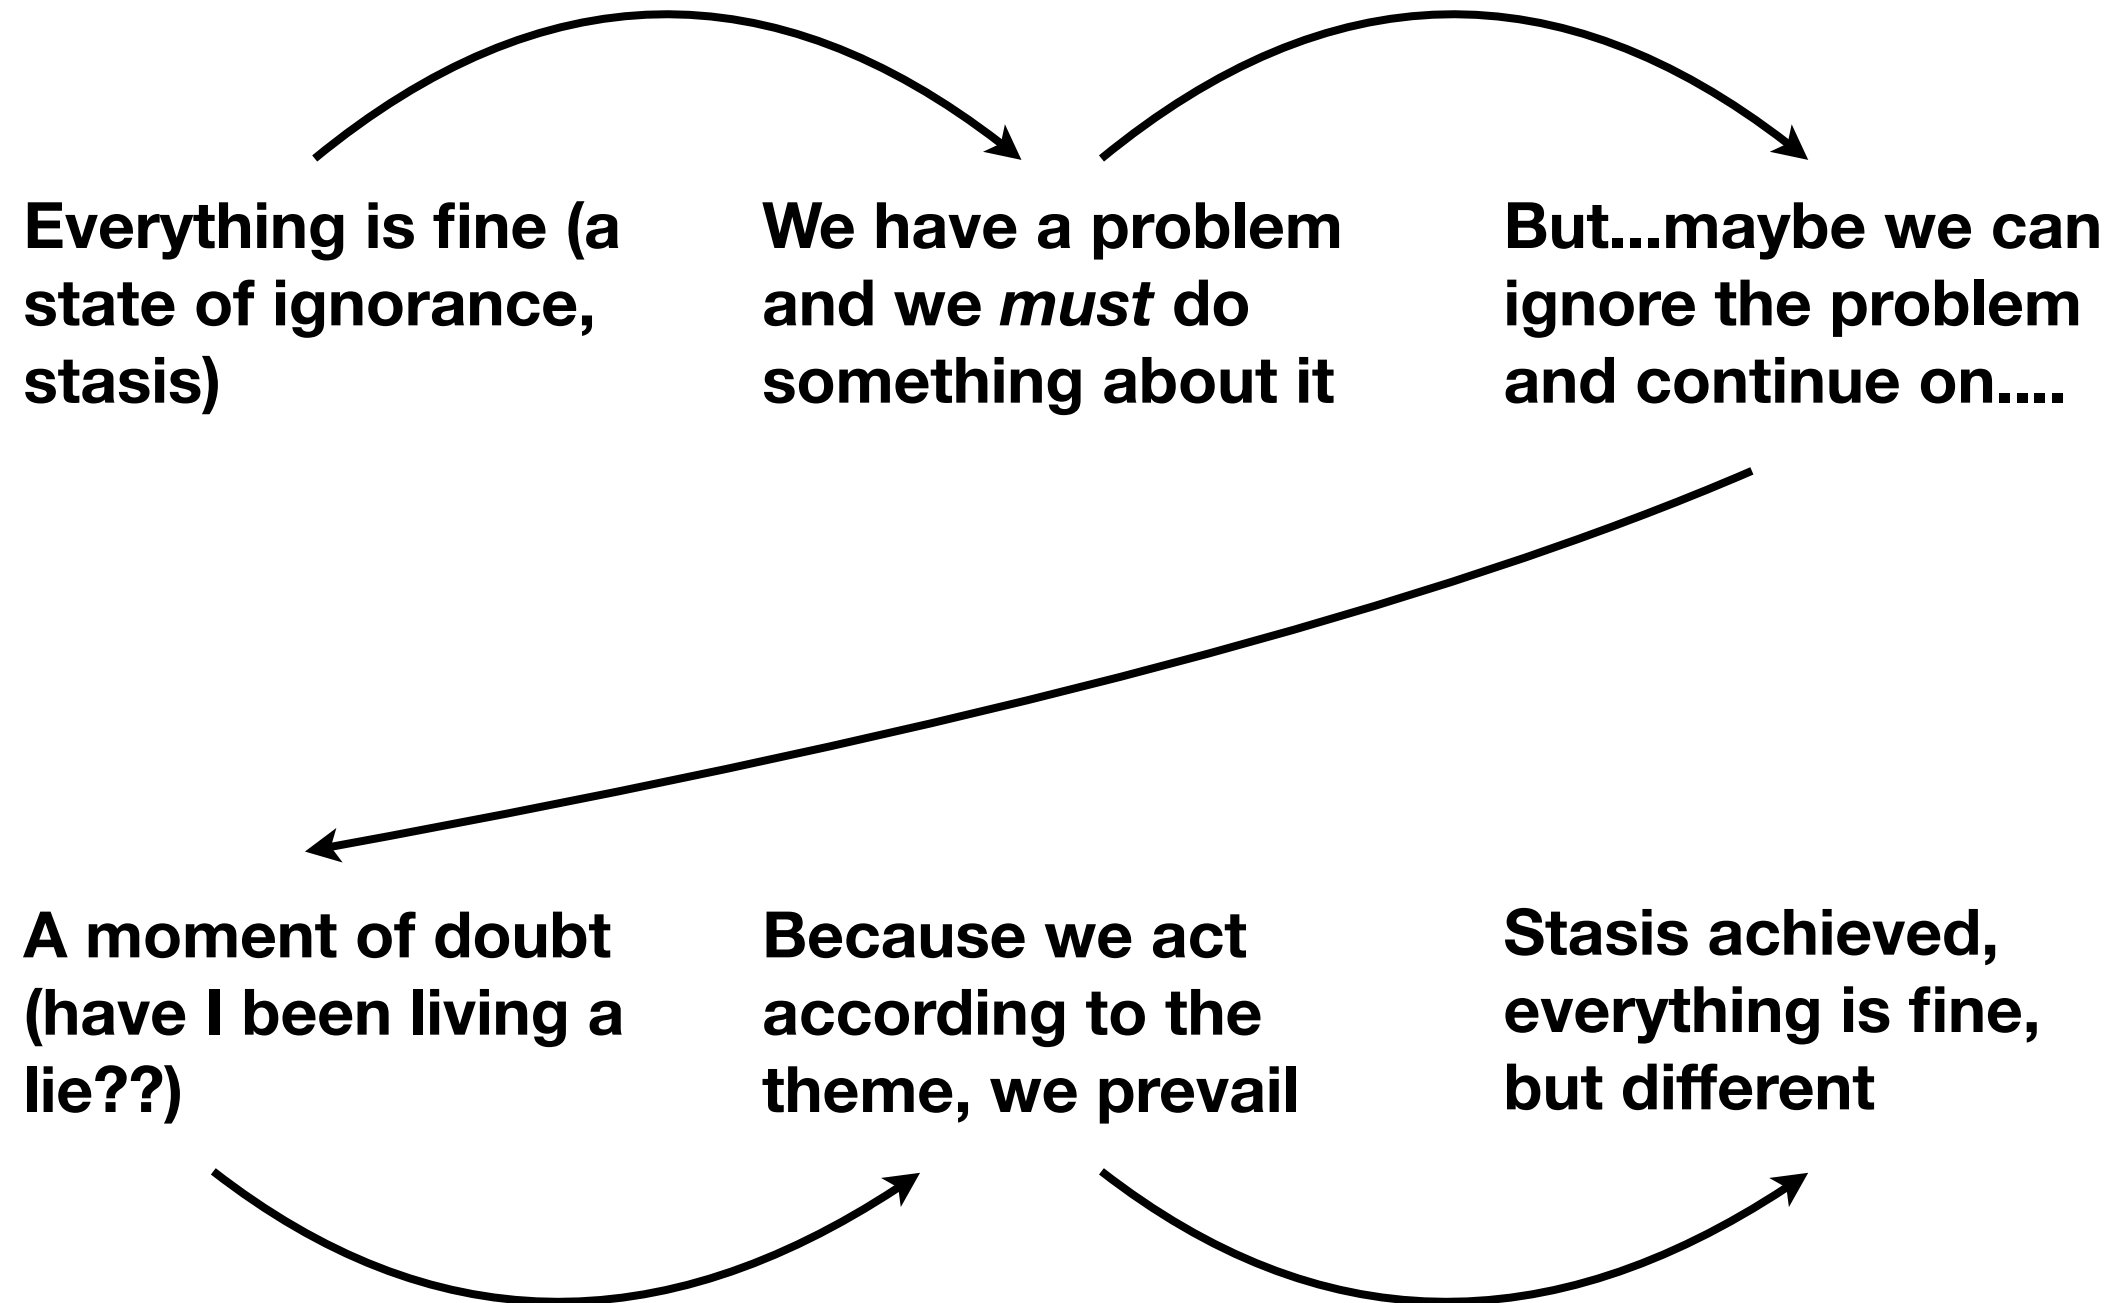 Everything is fine (a
state of ignorance,
stasis)
We have a problem
and we must do
something about it
But...maybe we can
ignore the problem
and continue on....
A moment of doubt
(have I been living a
lie??)
Because we act
according to the
theme, we prevail
Stasis achieved,
everything is fine,
but different